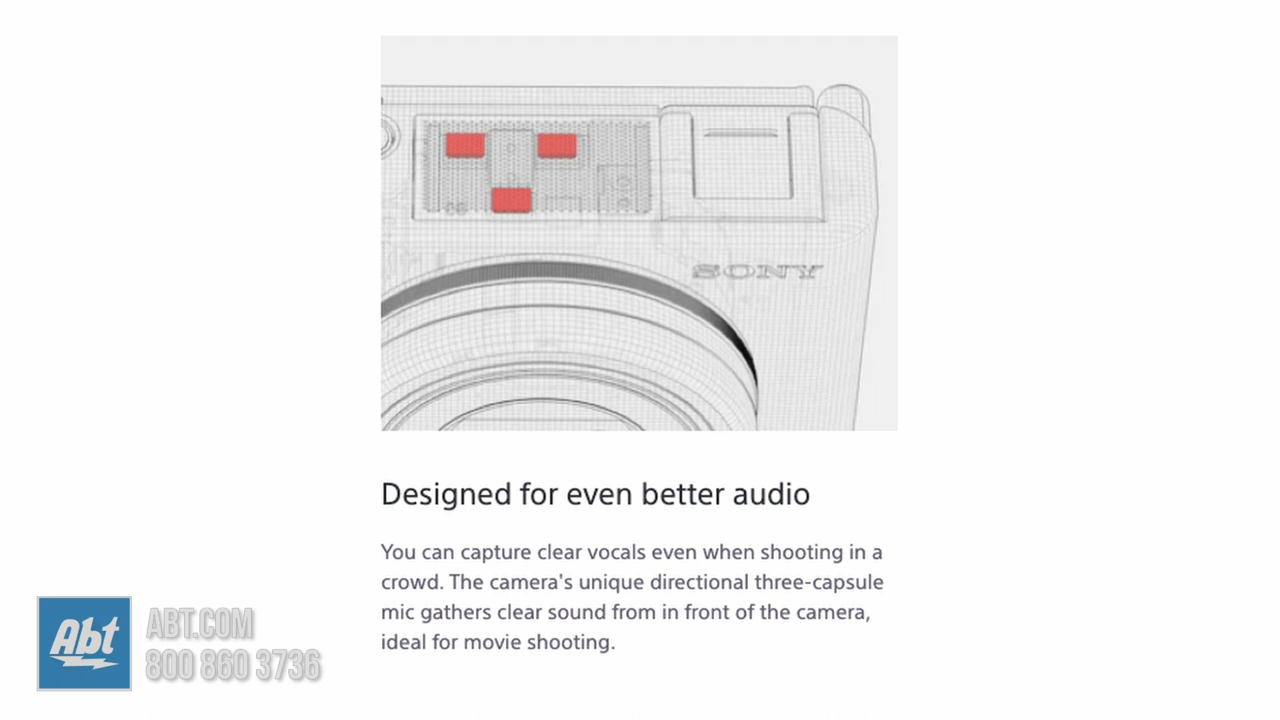 SONY
Designed for even better audio
You can capture clear vocals even when shooting in a
crowd. The camera's unique directional three-capsule
mic gathers clear sound from in front of the camera,
ideal for movie shooting.
Abt
ABT.COM
800 860 3736